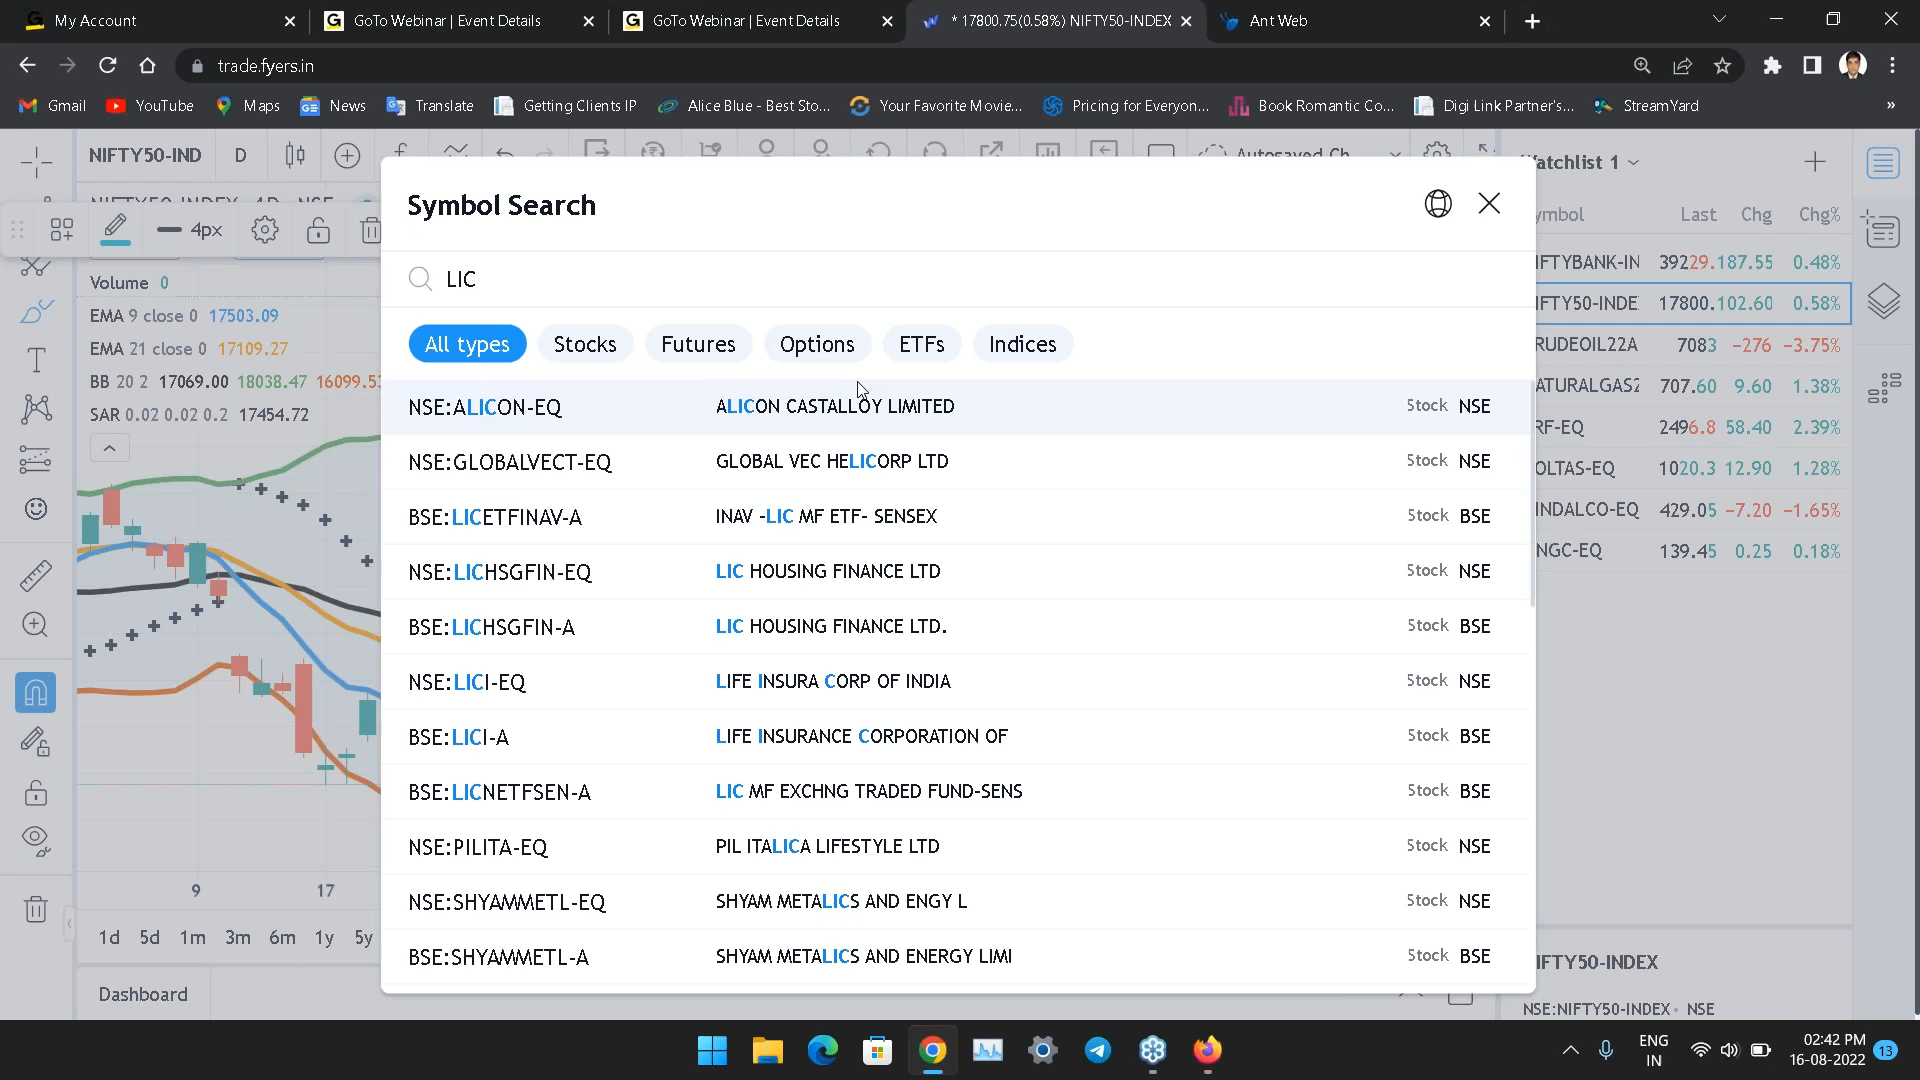 My Account
GoTo Webinar | Event Details
GoTo Webinar | Event Details
* 17800.75(0.58%) NIFTY50-INDEX
Ant Web
trade.fyers.in
Gmail
YouTube
Maps
News
Translate
Getting Clients IP
Alice Blue - Best Sto...
Your Favorite Movie...
Pricing for Everyon...
Book Romantic Co...
Digi Link Partner's...
StreamYard
»
NIFTY50-IND
D
Autosaved Ch
Watchlist 1
4px
Volume 0
EMA 9 close 0 17503.09
EMA 21 close 0 17109.27
BB 20 2 17069.00 18038.47 16099.53
SAR 0.02 0.02 0.2 17454.72
9
17
1d 5d 1m 3m 6m 1y 5y
Dashboard
Symbol Search
LIC
All types
Stocks
Futures
Options
ETFs
Indices
NSE:ALICON-EQ ALICON CASTALLOY LIMITED Stock NSE
NSE:GLOBALVECT-EQ GLOBAL VEC HELICORP LTD Stock NSE
BSE:LICETFINAV-A INAV -LIC MF ETF- SENSEX Stock BSE
NSE:LICHSGFIN-EQ LIC HOUSING FINANCE LTD Stock NSE
BSE:LICHSGFIN-A LIC HOUSING FINANCE LTD. Stock BSE
NSE:LICI-EQ LIFE INSURA CORP OF INDIA Stock NSE
BSE:LICI-A LIFE INSURANCE CORPORATION OF Stock BSE
BSE:LICNETFSEN-A LIC MF EXCHNG TRADED FUND-SENS Stock BSE
NSE:PILITA-EQ PIL ITALICA LIFESTYLE LTD Stock NSE
NSE:SHYAMMETL-EQ SHYAM METALICS AND ENGY L Stock NSE
BSE:SHYAMMETL-A SHYAM METALICS AND ENERGY LIMI Stock BSE
ymbol Last Chg Chg%
IFTYBANK-IN 39229. 187.55 0.48%
IFTY50-INDE 17800. 102.60 0.58%
RUDEOIL22A 7083 -276 -3.75%
ATURALGAS2 707.60 9.60 1.38%
RF-EQ 2496.8 58.40 2.39%
OLTAS-EQ 1020.3 12.90 1.28%
INDALCO-EQ 429.05 -7.20 -1.65%
NGC-EQ 139.45 0.25 0.18%
IFTY50-INDEX
NSE:NIFTY50-INDEX • NSE
ENG
IN
02:42 PM
16-08-2022
13